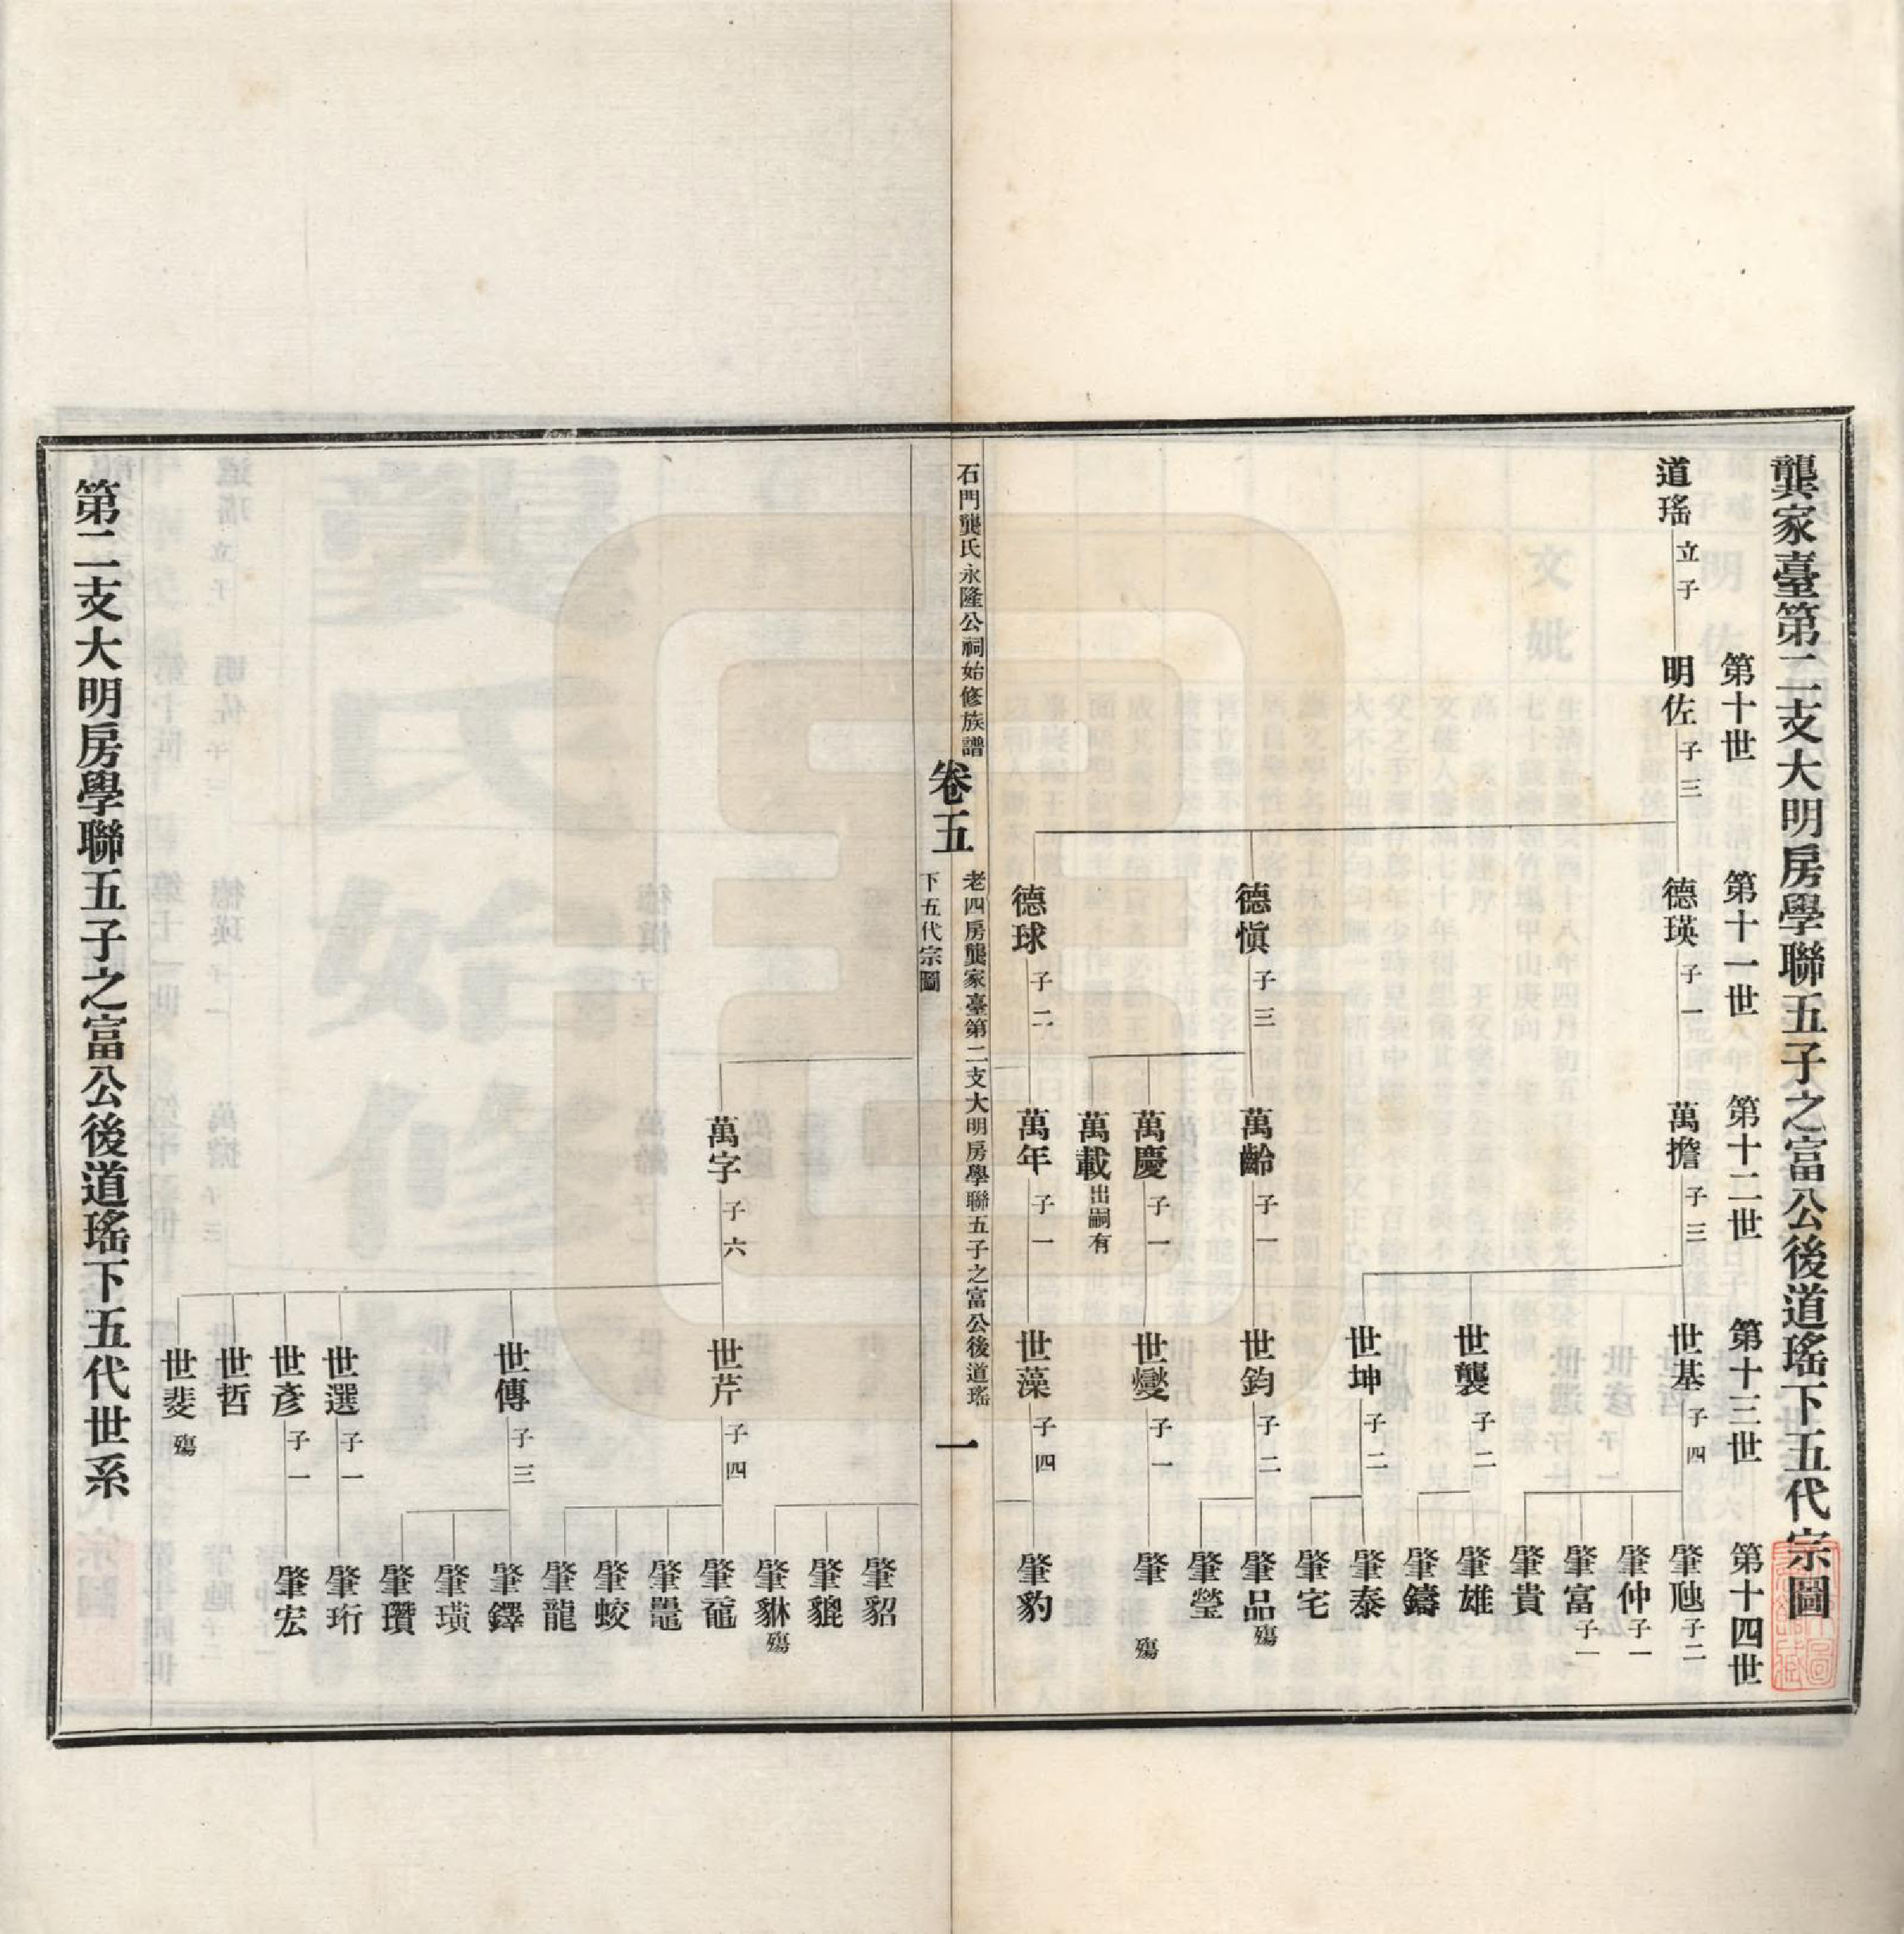 龔家臺第二支大明房學聯五子之富公後道瑤下五代宗圖
第十世
第十一世
第十二世
第十三世
第十四世
道瑤 立子
明佐 子三
德瑛 子一
萬擔 子三
世基 子四
肇虺 子二
肇仲 子一
肇富 子一
肇貴
世襲 子二
肇雄
肇鑄
世坤 子二
肇泰
肇宅
德愼 子三
萬齡 子一
世鈞 子二
肇品 殤
肇瑩
萬慶 子一
世燮 子一
肇 殤
萬載 出嗣有
德球 子二
萬年 子一
世藻 子四
肇豹
石門龔氏永隆公祠始修族譜
卷五
老四房龔家臺第二支大明房學聯五子之富公後道瑤
下五代宗圖
一
肇貂
肇貔
肇貅 殤
萬字 子六
世芹 子四
肇黿
肇鼉
肇蛟
肇龍
世傳 子三
肇鐸
肇璜
肇瓚
世選 子一
肇珩
世彥 子一
肇宏
世哲
世斐 殤
第二支大明房學聯五子之富公後道瑤下五代世系